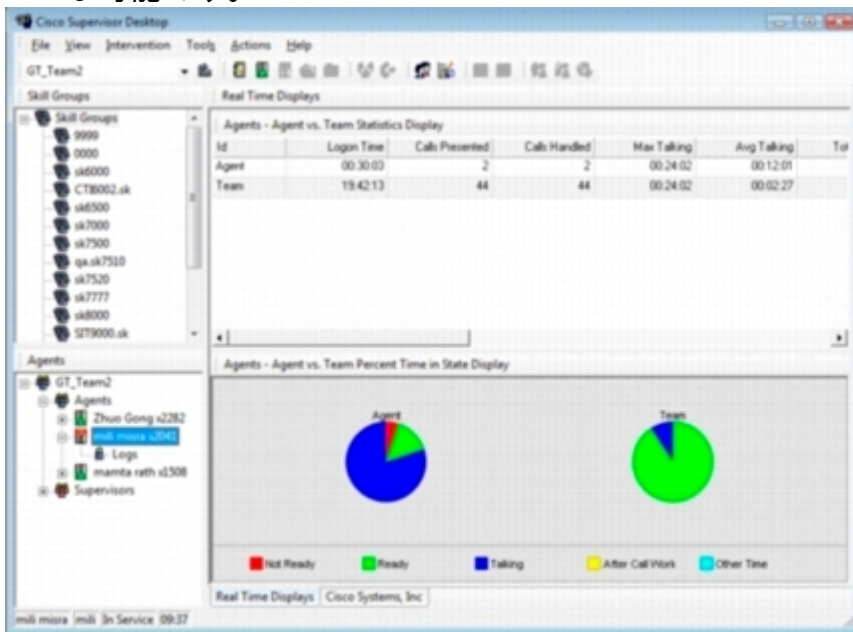 Cisco Supervisor Desktop
File View Intervention Tools Actions Help
GT_Team2
Skill Groups
Skill Groups
9999
0000
sk6000
CTI6002.sk
sk6500
sk7000
sk7500
qa.sk7510
sk7520
sk7777
sk8000
SIT9000.sk
Agents
GT_Team2
Agents
Zhuo Gong x2282
mili misra x2041
Logs
mamta rath x1508
Supervisors
Real Time Displays
Agents - Agent vs. Team Statistics Display
Id Logon Time Calls Presented Calls Handled Max Talking Avg Talking Tot
Agent 00:30:03 2 2 00:24:02 00:12:01
Team 19:42:13 44 44 00:24:02 00:02:27
Agents - Agent vs. Team Percent Time in State Display
Agent Team
Not Ready Ready Talking After Call Work Other Time
Real Time Displays Cisco Systems, Inc
mili misra mili In Service 09:37